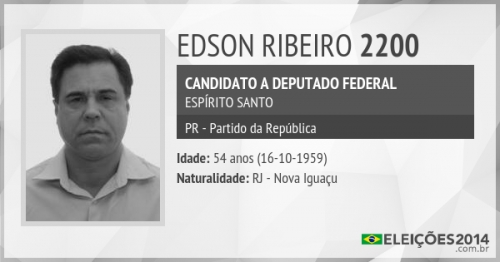 EDSON RIBEIRO 2200
CANDIDATO A DEPUTADO FEDERAL
ESPÍRITO SANTO
PR - Partido da República
Idade: 54 anos (16-10-1959)
Naturalidade: RJ - Nova Iguaçu
ELEIÇÕES2014
.com.br